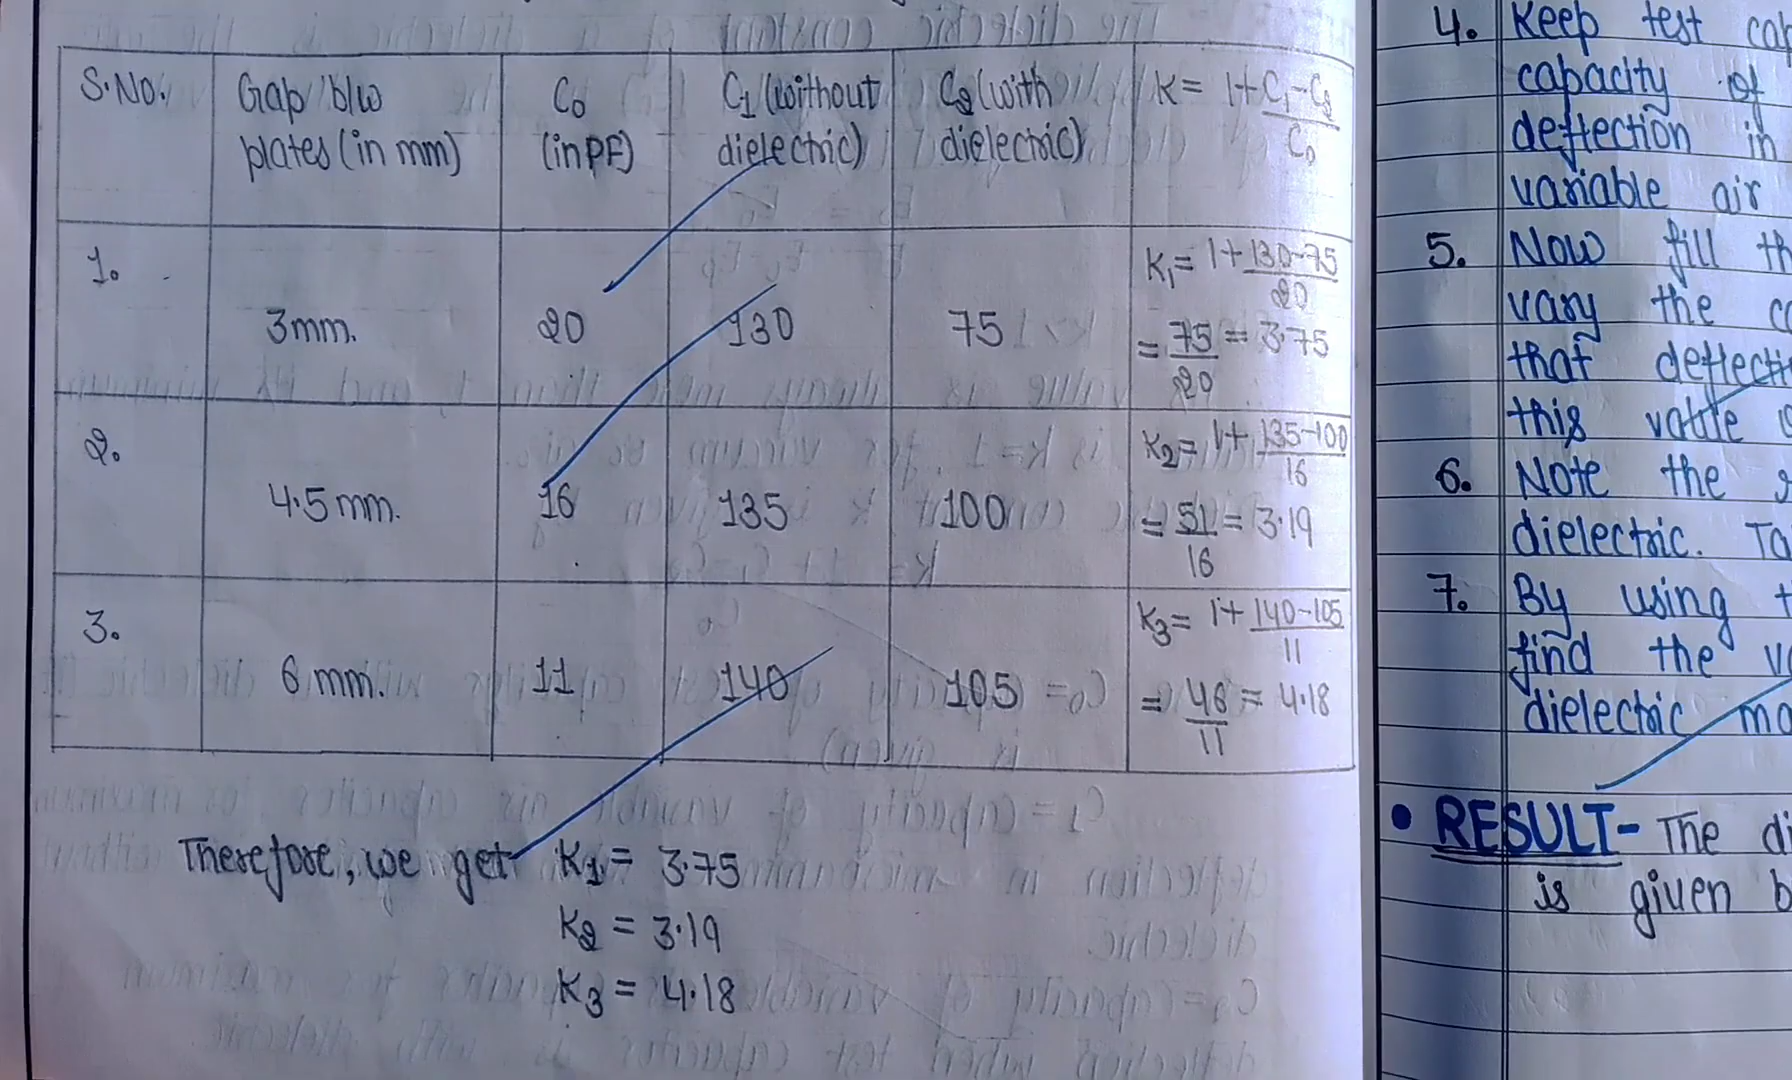 S.No.
Gap b/w plates (in mm)
C₀ (in PF)
C₁ (without dielectric)
C₂ (with dielectric)
K = 1+ C₁-C₂ / C₀
1.
3mm.
20
130
75
K₁ = 1+ 130-75 / 20
= 75 / 20 = 3.75
2.
4.5 mm.
16
135
100
K₂ = 1+ 135-100 / 16
= 51 / 16 = 3.19
3.
6 mm.
11
140
105
K₃ = 1+ 140-105 / 11
= 46 / 11 = 4.18
Therefore, we get K₁ = 3.75
K₂ = 3.19
K₃ = 4.18
4. Keep test
capacity of
deflection in
variable air
5. Now fill
vary the
that
this value
6. Note the
dielectric.
7. By using
find the
dielectric
• RESULT- The
is given